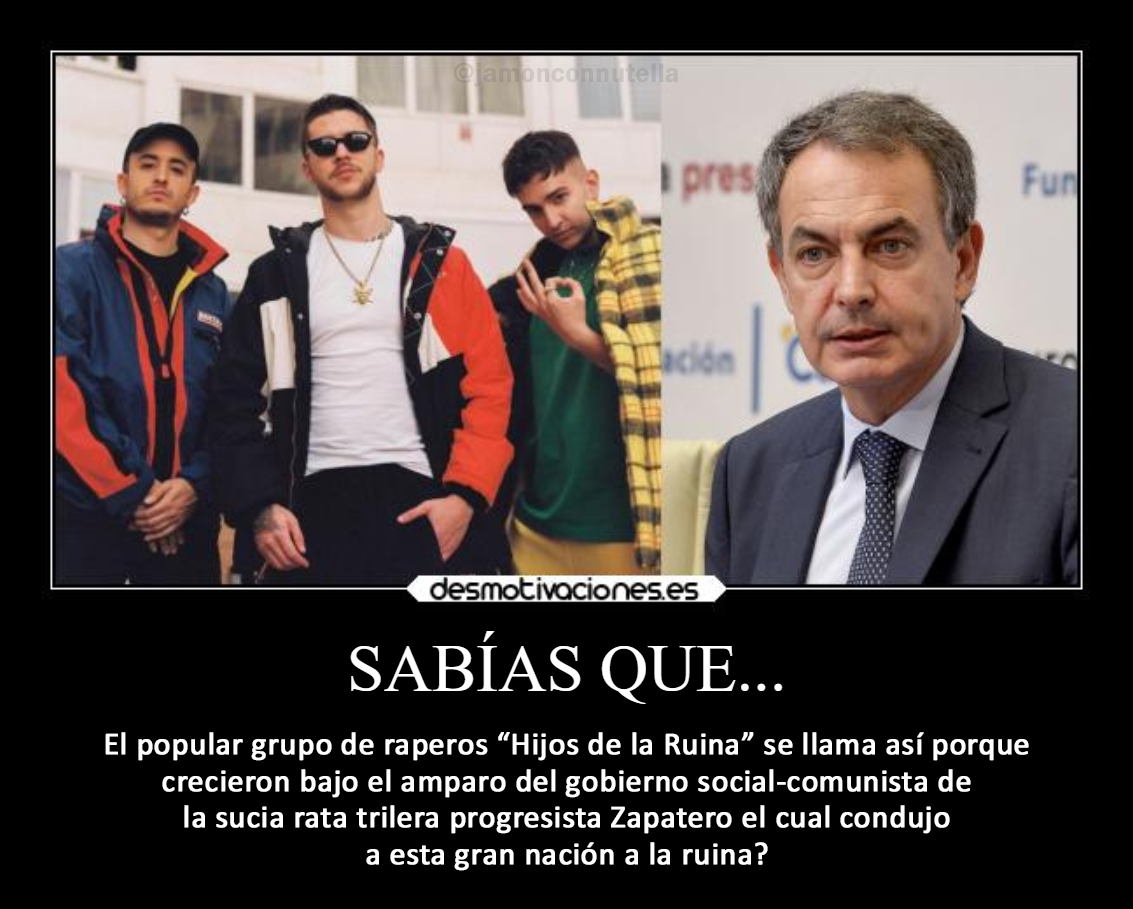 @jamonconnutella
pres
Fun
ación
desmotivaciones.es
SABÍAS QUE...
El popular grupo de raperos “Hijos de la Ruina” se llama así porque
crecieron bajo el amparo del gobierno social-comunista de
la sucia rata trilera progresista Zapatero el cual condujo
a esta gran nación a la ruina?